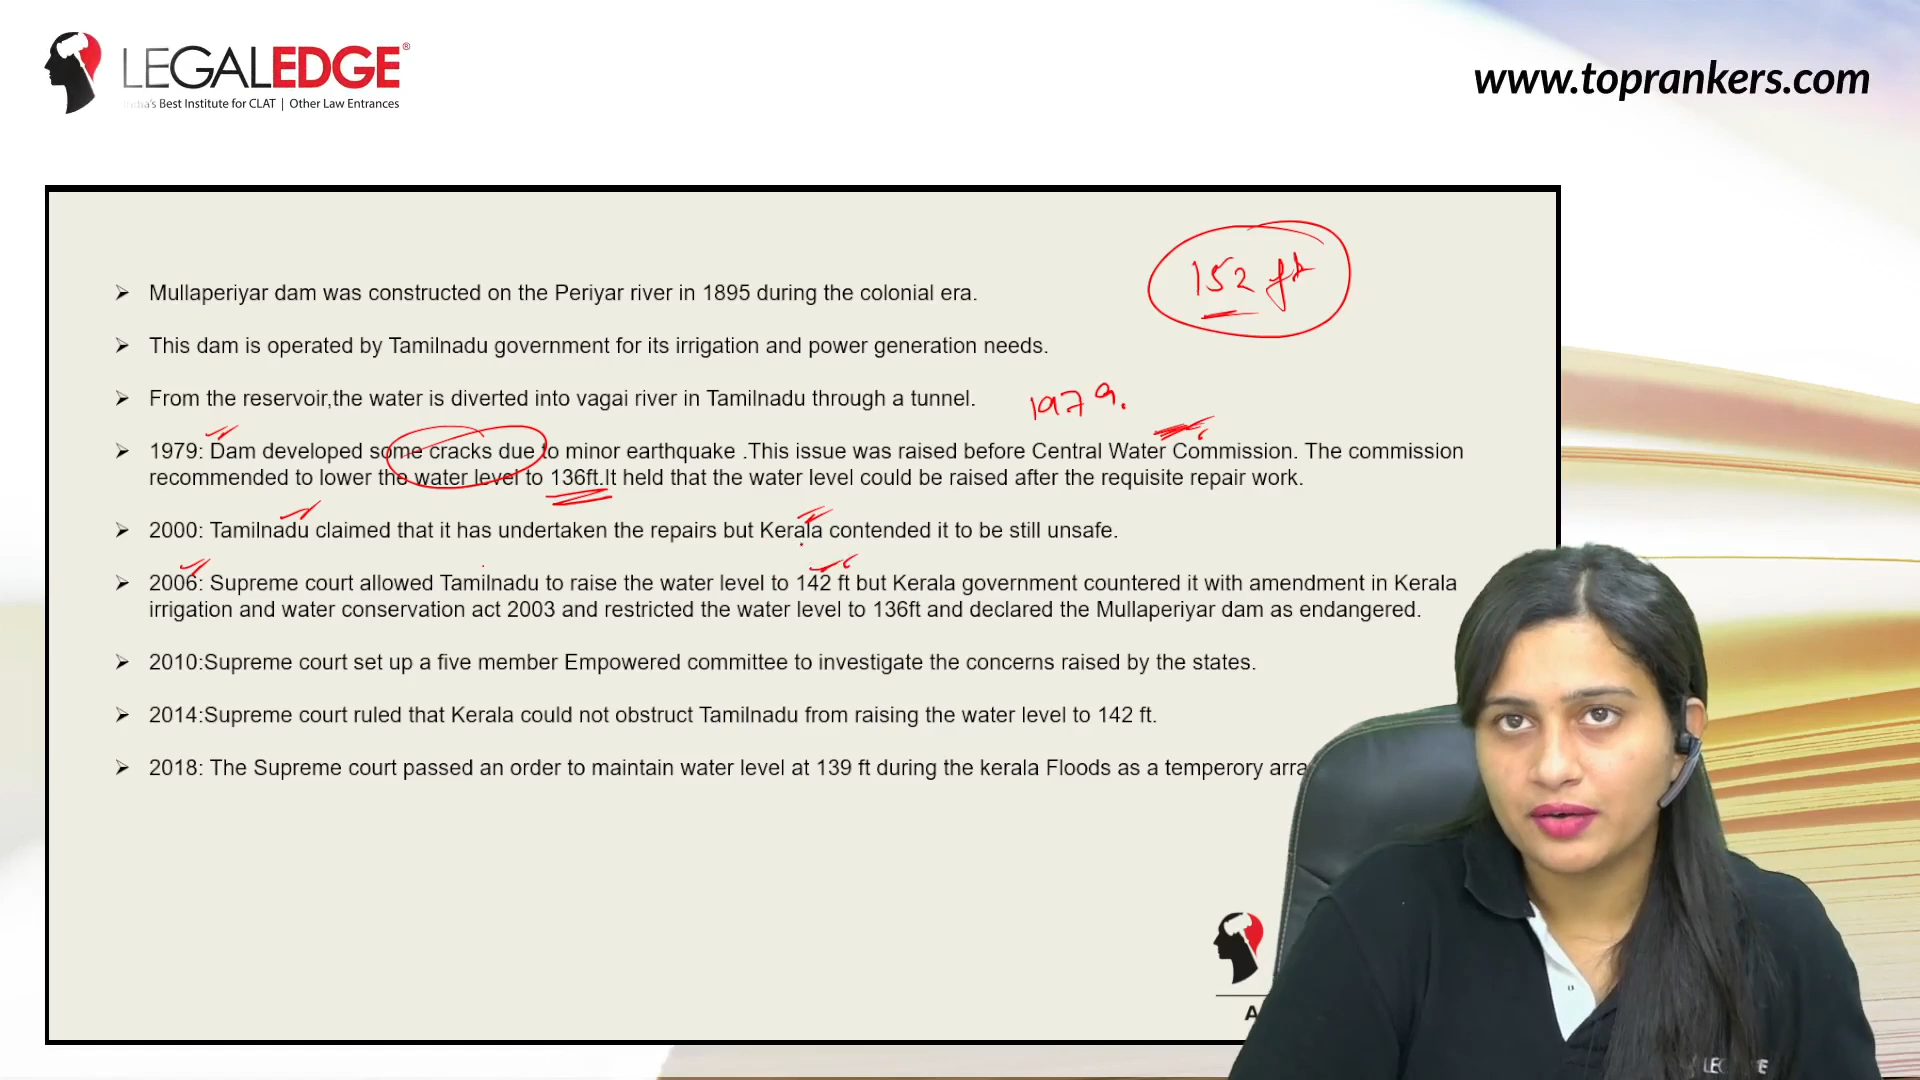 LEGALEDGE®
India's Best Institute for CLAT | Other Law Entrances
www.toprankers.com
152 ft
➢ Mullaperiyar dam was constructed on the Periyar river in 1895 during the colonial era.
➢ This dam is operated by Tamilnadu government for its irrigation and power generation needs.
➢ From the reservoir,the water is diverted into vagai river in Tamilnadu through a tunnel.
1979.
➢ 1979: Dam developed some cracks due to minor earthquake .This issue was raised before Central Water Commission. The commission
recommended to lower the water level to 136ft.It held that the water level could be raised after the requisite repair work.
➢ 2000: Tamilnadu claimed that it has undertaken the repairs but Kerala contended it to be still unsafe.
➢ 2006: Supreme court allowed Tamilnadu to raise the water level to 142 ft but Kerala government countered it with amendment in Kerala
irrigation and water conservation act 2003 and restricted the water level to 136ft and declared the Mullaperiyar dam as endangered.
➢ 2010:Supreme court set up a five member Empowered committee to investigate the concerns raised by the states.
➢ 2014:Supreme court ruled that Kerala could not obstruct Tamilnadu from raising the water level to 142 ft.
➢ 2018: The Supreme court passed an order to maintain water level at 139 ft during the kerala Floods as a temperory arra
A